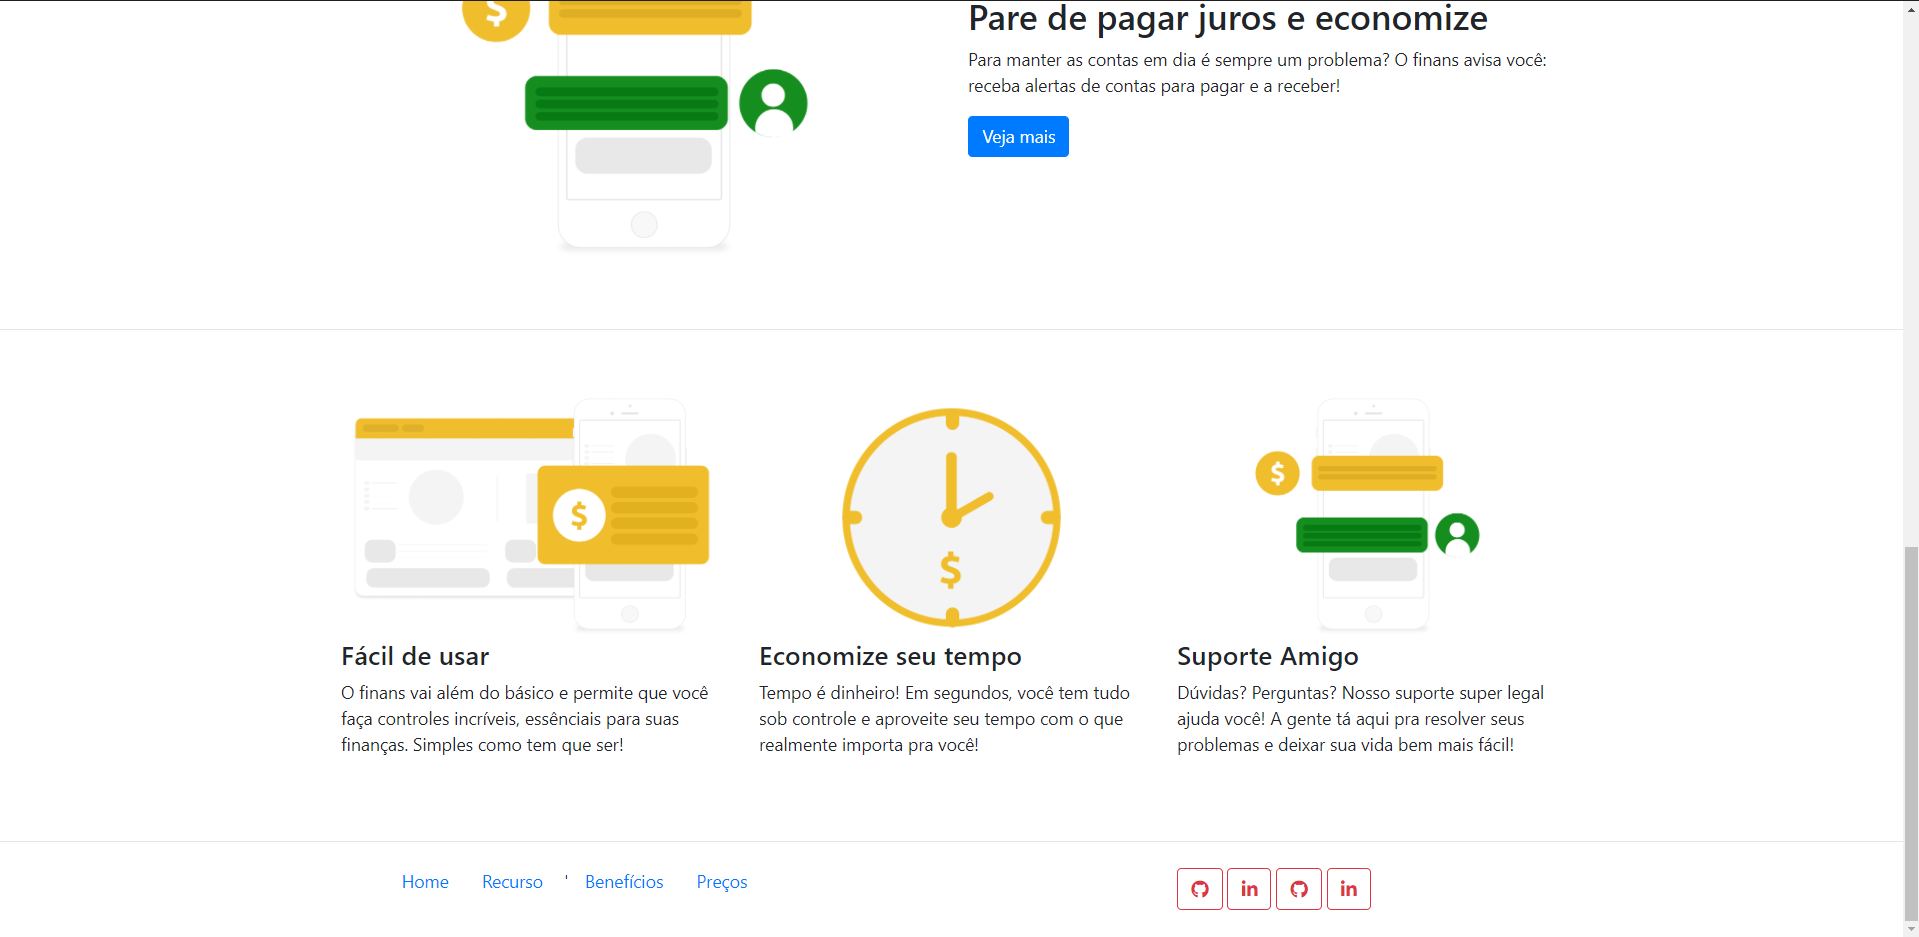 $
Pare de pagar juros e economize
Para manter as contas em dia é sempre um problema? O finans avisa você:
receba alertas de contas para pagar e a receber!
Veja mais
$
$
$
Fácil de usar
O finans vai além do básico e permite que você
faça controles incríveis, essênciais para suas
finanças. Simples como tem que ser!
Economize seu tempo
Tempo é dinheiro! Em segundos, você tem tudo
sob controle e aproveite seu tempo com o que
realmente importa pra você!
Suporte Amigo
Dúvidas? Perguntas? Nosso suporte super legal
ajuda você! A gente tá aqui pra resolver seus
problemas e deixar sua vida bem mais fácil!
Home Recurso ' Benefícios Preços
in in